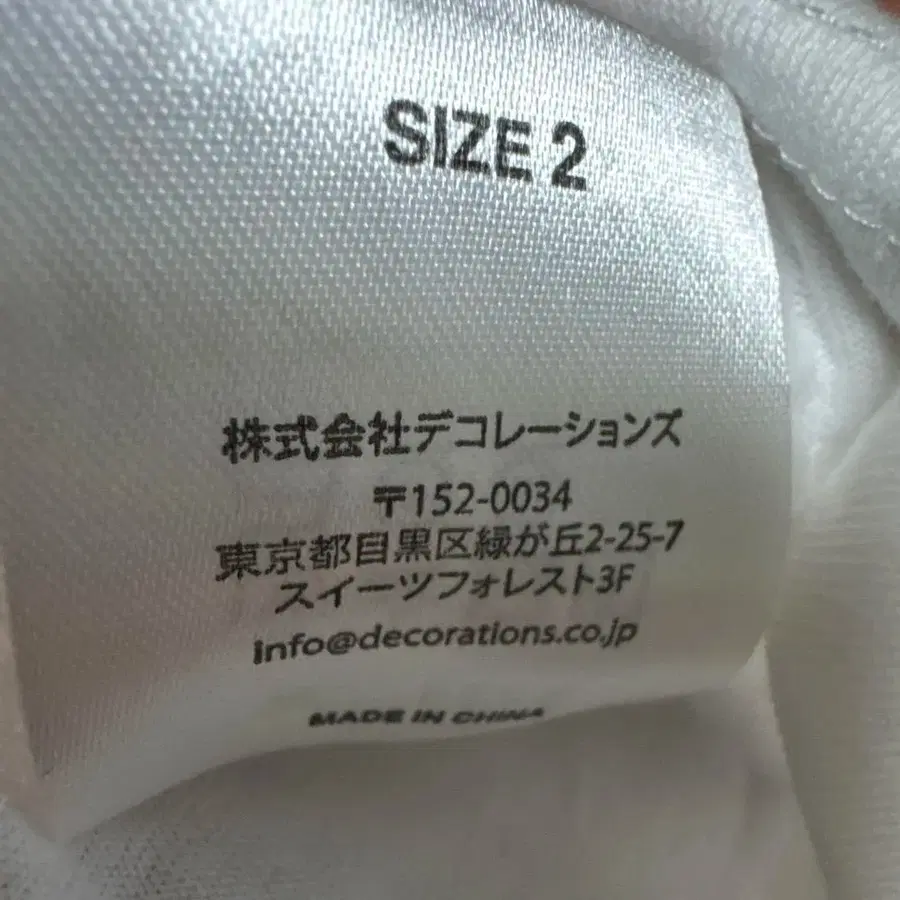 SIZE 2
株式会社デコレーションズ
〒152-0034
東京都目黒区緑が丘2-25-7
スイーツフォレスト3F
info@decorations.co.jp
MADE IN CHINA